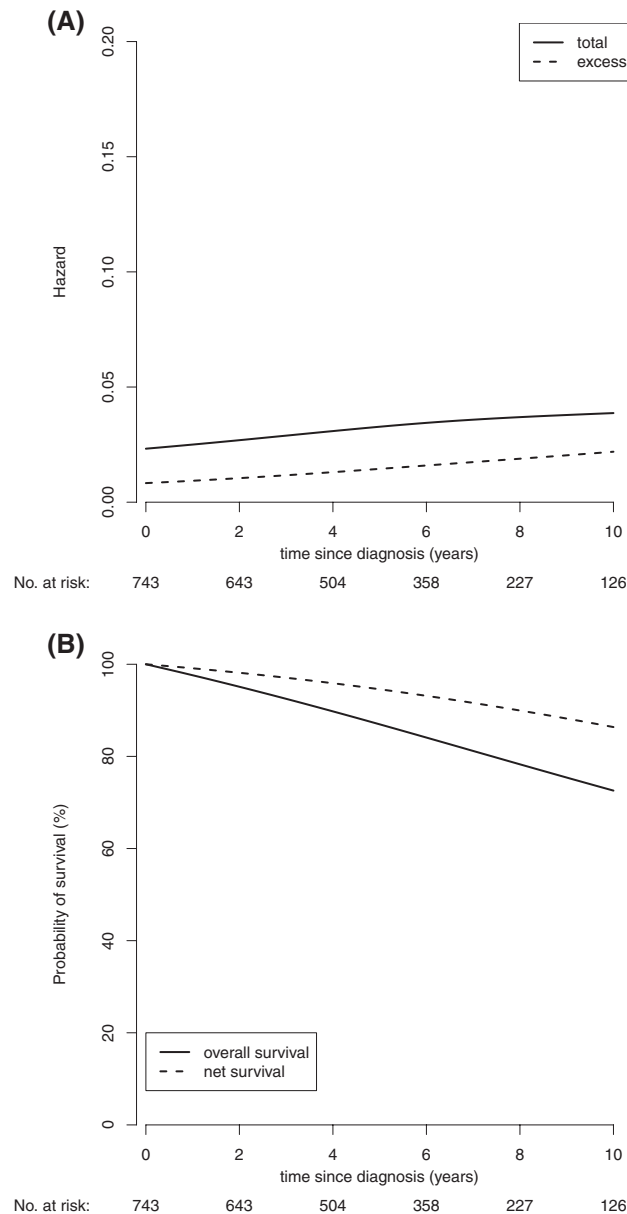 (A)
0.20
total
excess
0.15
0.10
Hazard
0.05
0.00
0 2 4 6 8 10
time since diagnosis (years)
No. at risk: 743 643 504 358 227 126
(B)
100
80
60
Probability of survival (%)
40
20
overall survival
net survival
0
0 2 4 6 8 10
time since diagnosis (years)
No. at risk: 743 643 504 358 227 126